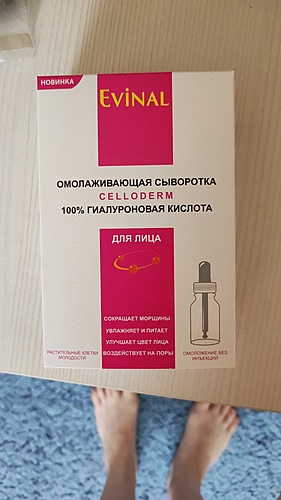 НОВИНКА
EVINAL
ОМОЛАЖИВАЮЩАЯ СЫВОРОТКА
CELLODERM
100% ГИАЛУРОНОВАЯ КИСЛОТА
ДЛЯ ЛИЦА
СОКРАЩАЕТ МОРЩИНЫ
УВЛАЖНЯЕТ И ПИТАЕТ
УЛУЧШАЕТ ЦВЕТ ЛИЦА
ВОЗДЕЙСТВУЕТ НА ПОРЫ
РАСТИТЕЛЬНЫЕ КЛЕТКИ
МОЛОДОСТИ
ОМОЛОЖЕНИЕ БЕЗ
ИНЪЕКЦИЙ